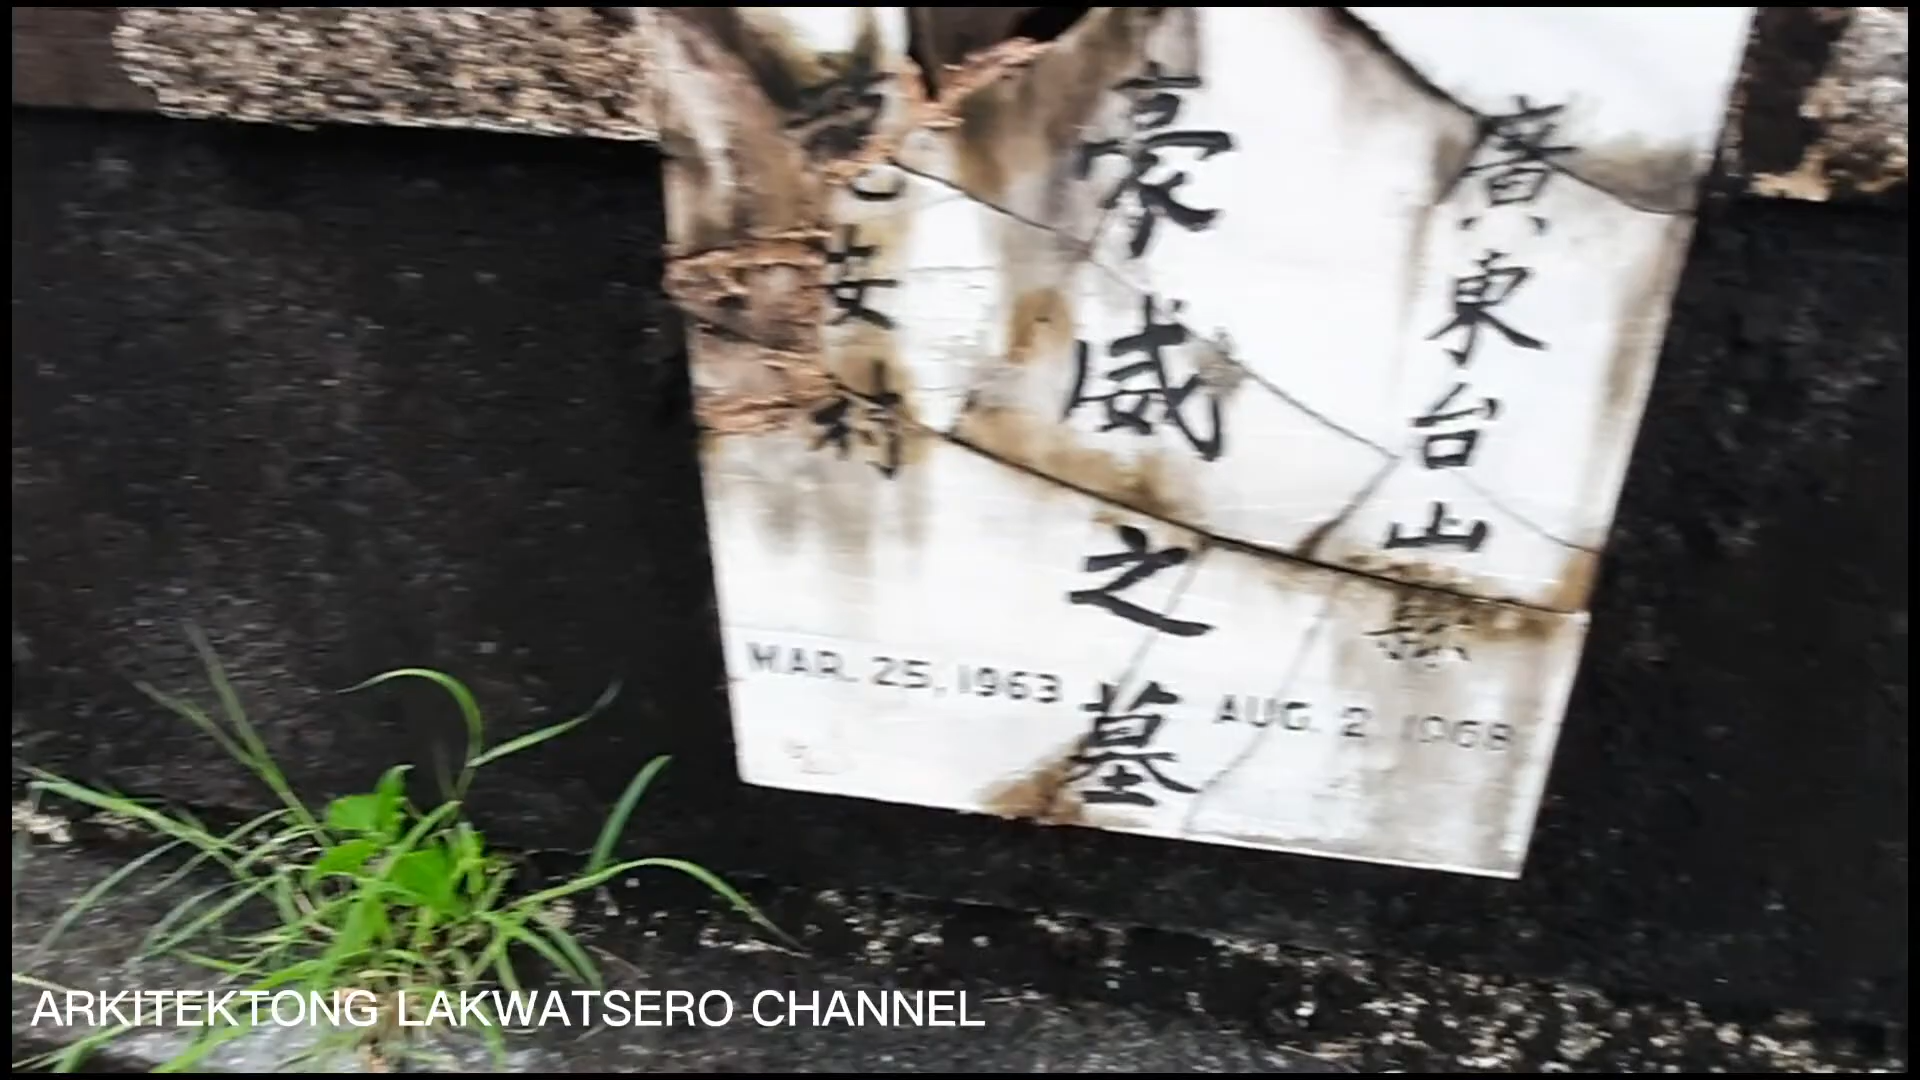 廣東台山
豪威之墓
安村
MAR. 25, 1963 AUG. 2, 1968
ARKITEKTONG LAKWATSERO CHANNEL